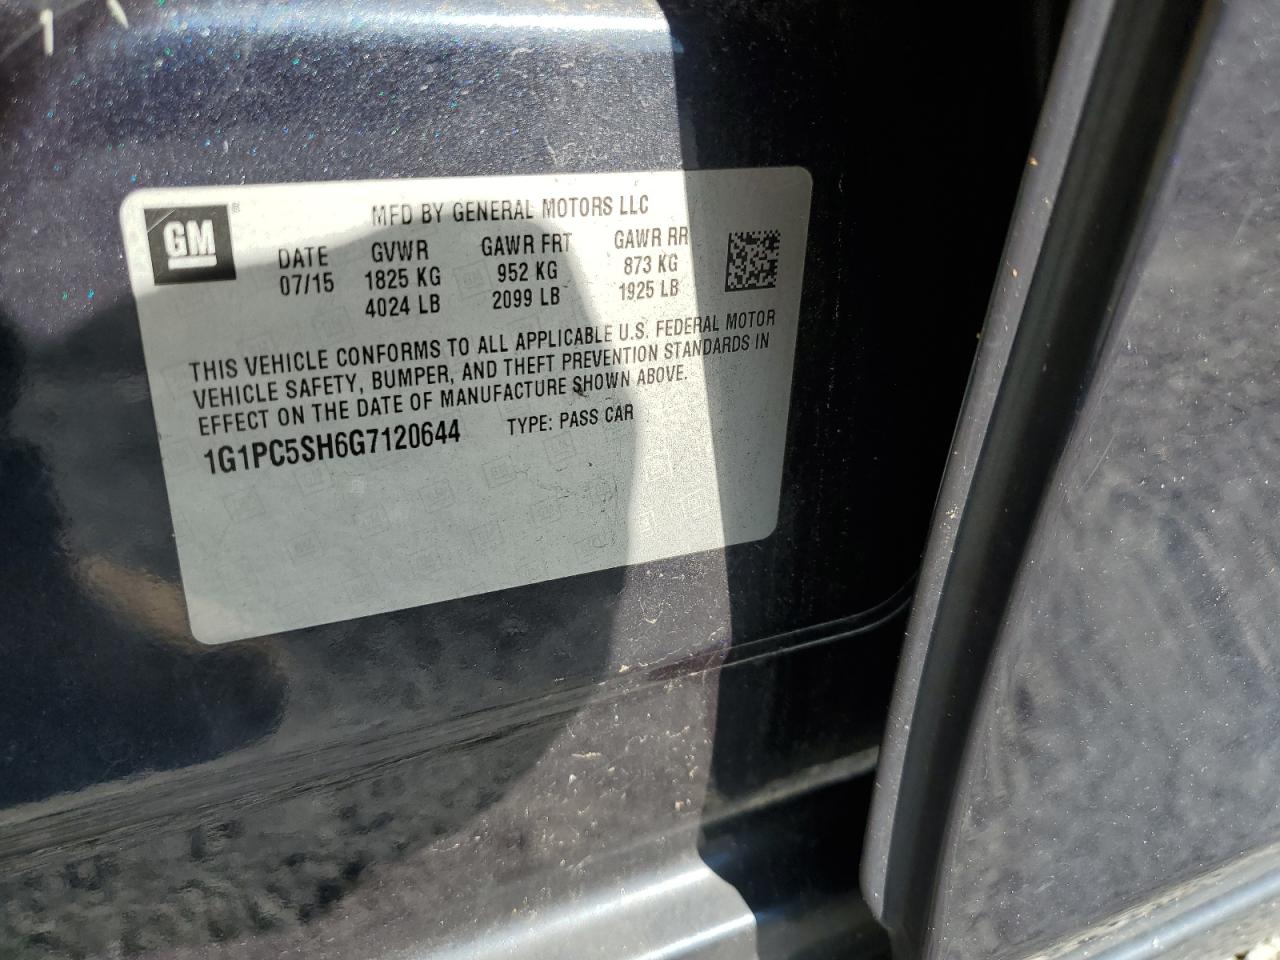 GM
MFD BY GENERAL MOTORS LLC
DATE GVWR GAWR FRT GAWR RR
07/15 1825 KG 952 KG 873 KG
4024 LB 2099 LB 1925 LB
THIS VEHICLE CONFORMS TO ALL APPLICABLE U.S. FEDERAL MOTOR
VEHICLE SAFETY, BUMPER, AND THEFT PREVENTION STANDARDS IN
EFFECT ON THE DATE OF MANUFACTURE SHOWN ABOVE.
1G1PC5SH6G7120644 TYPE: PASS CAR